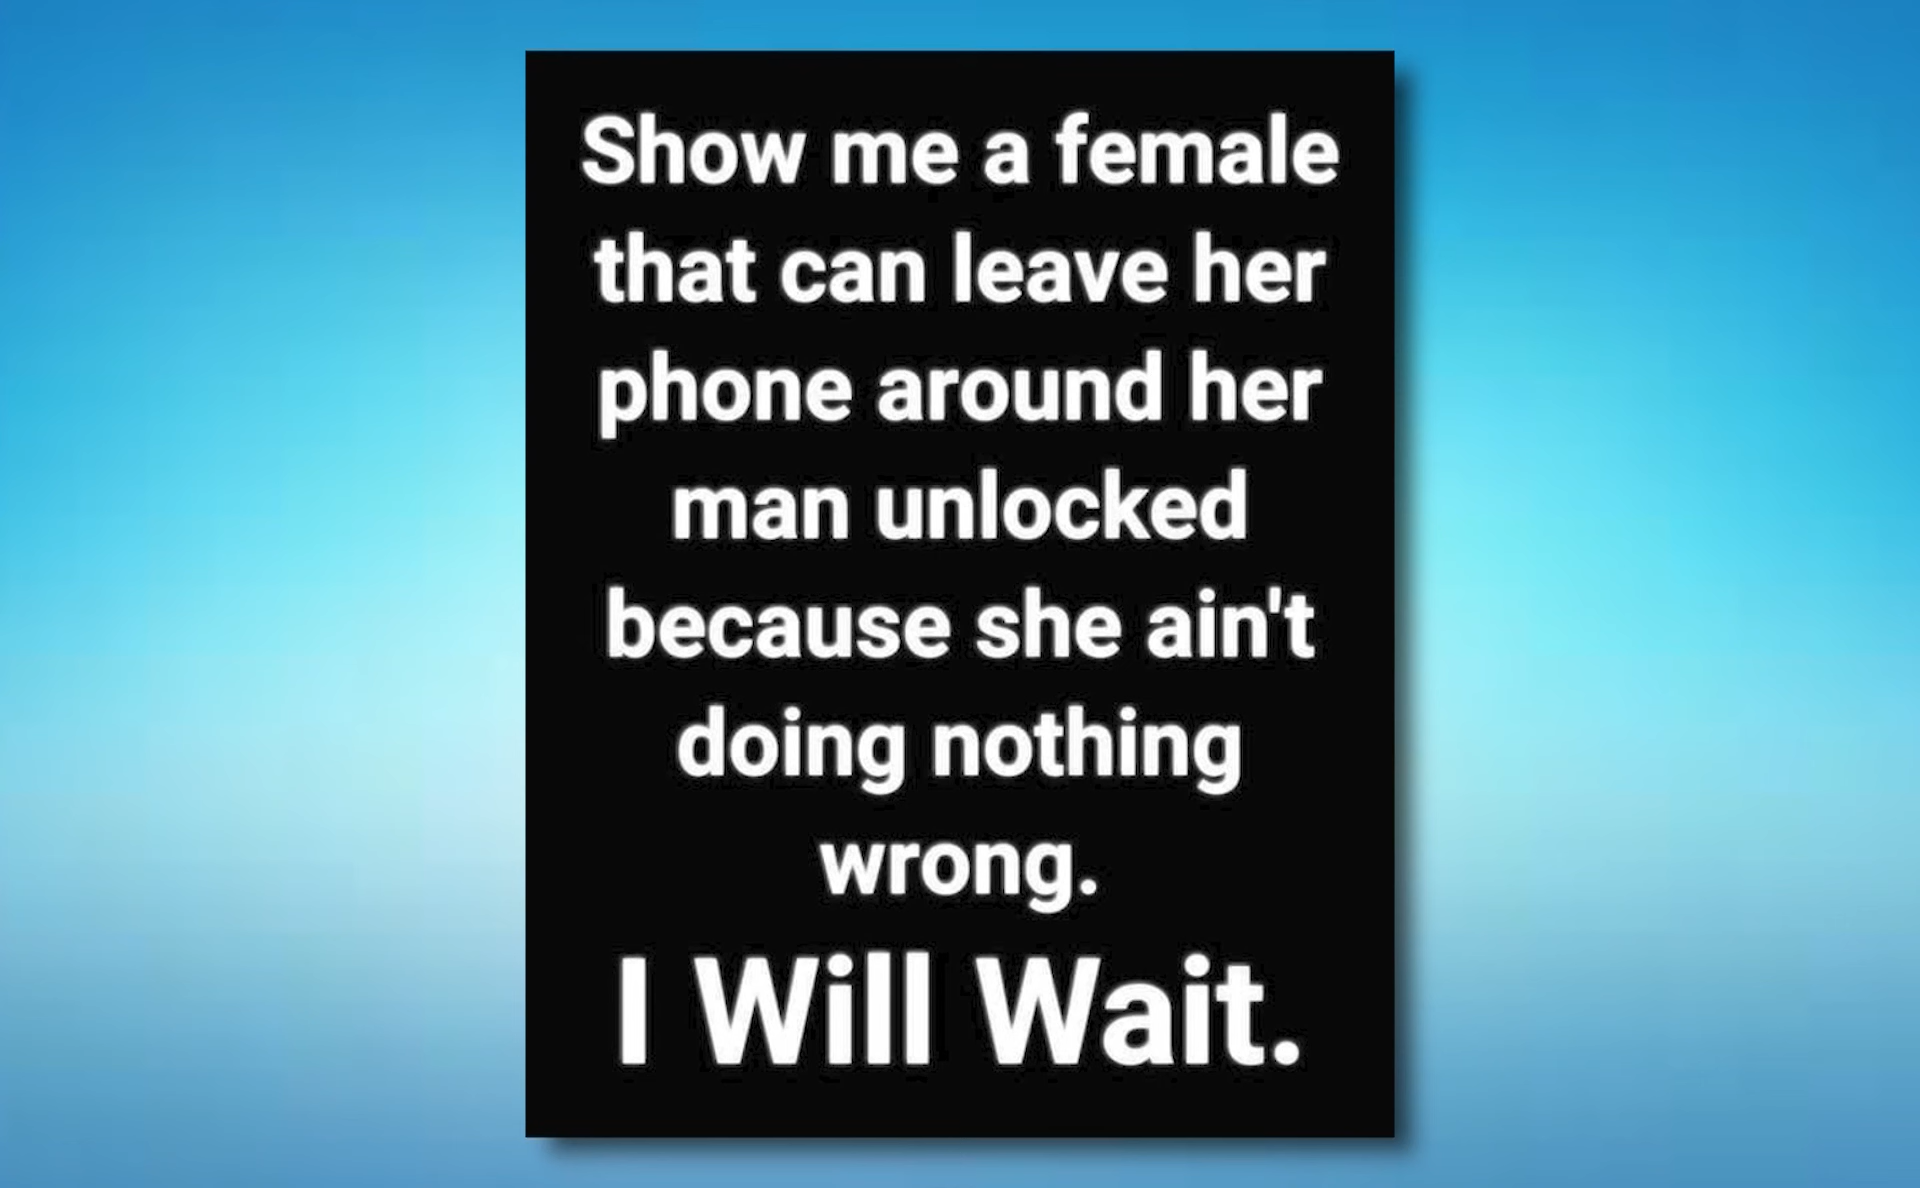 Show me a female
that can leave her
phone around her
man unlocked
because she ain't
doing nothing
wrong.
I Will Wait.